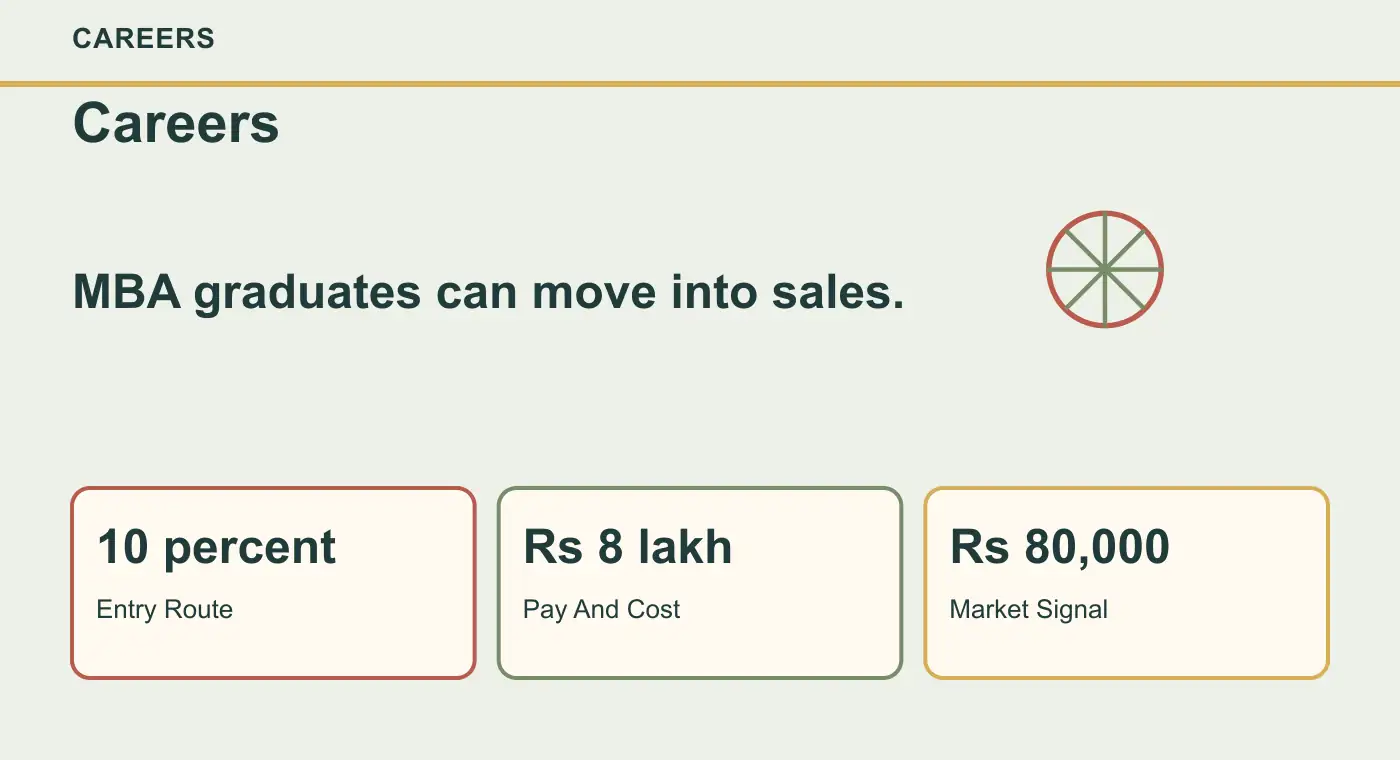 CAREERS
Careers
MBA graduates can move into sales.
10 percent
Entry Route
Rs 8 lakh
Pay And Cost
Rs 80,000
Market Signal